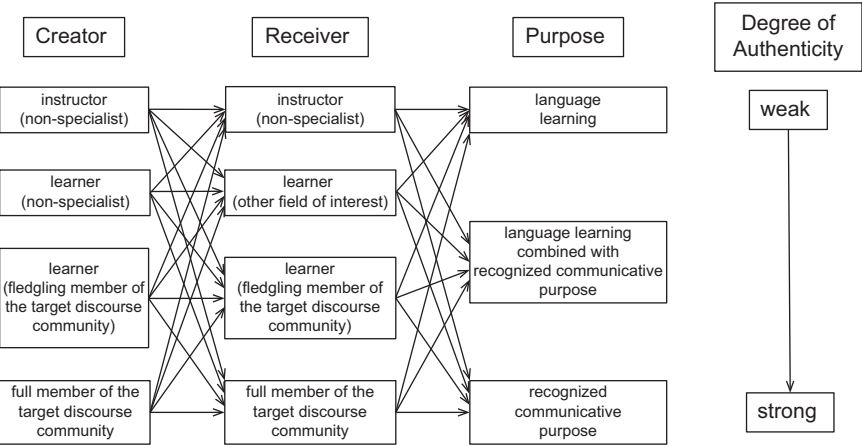 Creator
Receiver
Purpose
Degree of
Authenticity
instructor
(non-specialist)
instructor
(non-specialist)
language
learning
weak
learner
(non-specialist)
learner
(other field of interest)
language learning
combined with
recognized communicative
purpose
learner
(fledgling member of
the target discourse
community)
learner
(fledgling member of
the target discourse
community)
full member of the
target discourse
community
full member of the
target discourse
community
recognized
communicative
purpose
strong